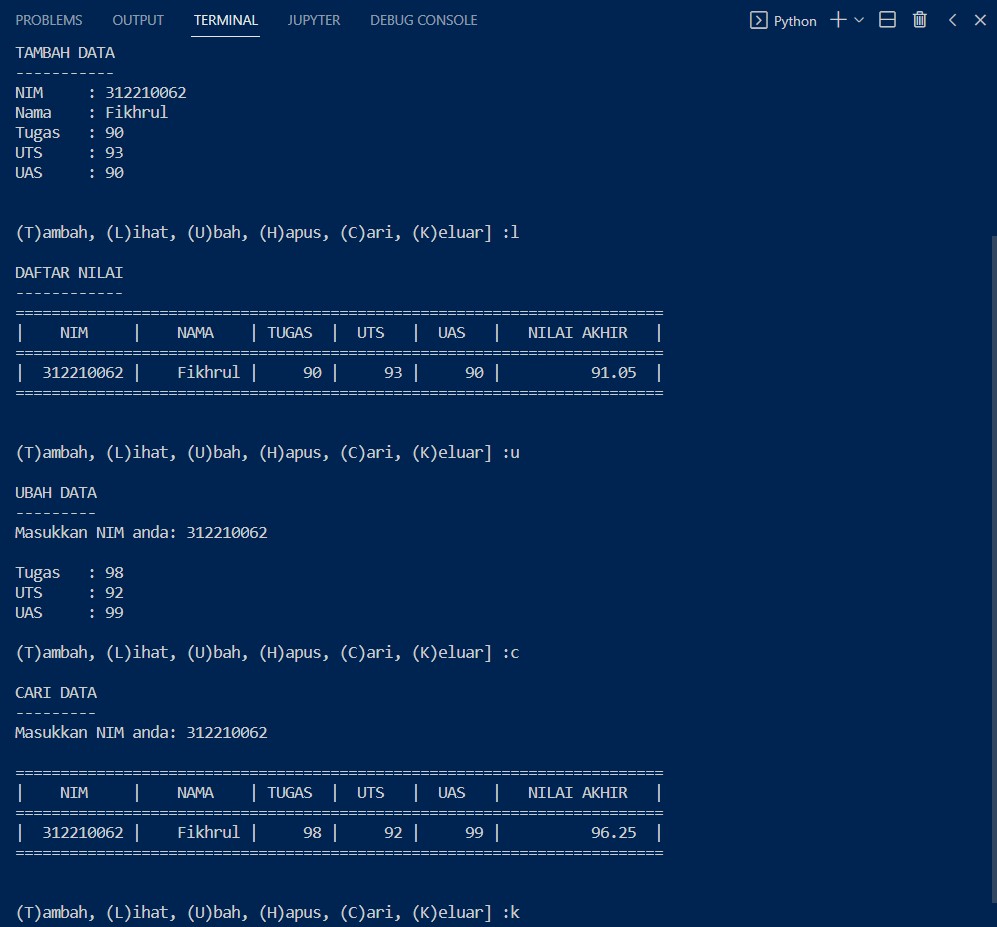 PROBLEMS OUTPUT TERMINAL JUPYTER DEBUG CONSOLE Python
TAMBAH DATA
-----------
NIM     : 312210062
Nama    : Fikhrul
Tugas   : 90
UTS     : 93
UAS     : 90
(T)ambah, (L)ihat, (U)bah, (H)apus, (C)ari, (K)eluar] :l
DAFTAR NILAI
------------
========================================================================
|    NIM     |    NAMA    | TUGAS  |  UTS   |  UAS   |   NILAI AKHIR   |
========================================================================
|  312210062 |    Fikhrul |     90 |     93 |     90 |          91.05  |
========================================================================
(T)ambah, (L)ihat, (U)bah, (H)apus, (C)ari, (K)eluar] :u
UBAH DATA
---------
Masukkan NIM anda: 312210062
Tugas   : 98
UTS     : 92
UAS     : 99
(T)ambah, (L)ihat, (U)bah, (H)apus, (C)ari, (K)eluar] :c
CARI DATA
---------
Masukkan NIM anda: 312210062
========================================================================
|    NIM     |    NAMA    | TUGAS  |  UTS   |  UAS   |   NILAI AKHIR   |
========================================================================
|  312210062 |    Fikhrul |     98 |     92 |     99 |          96.25  |
========================================================================
(T)ambah, (L)ihat, (U)bah, (H)apus, (C)ari, (K)eluar] :k